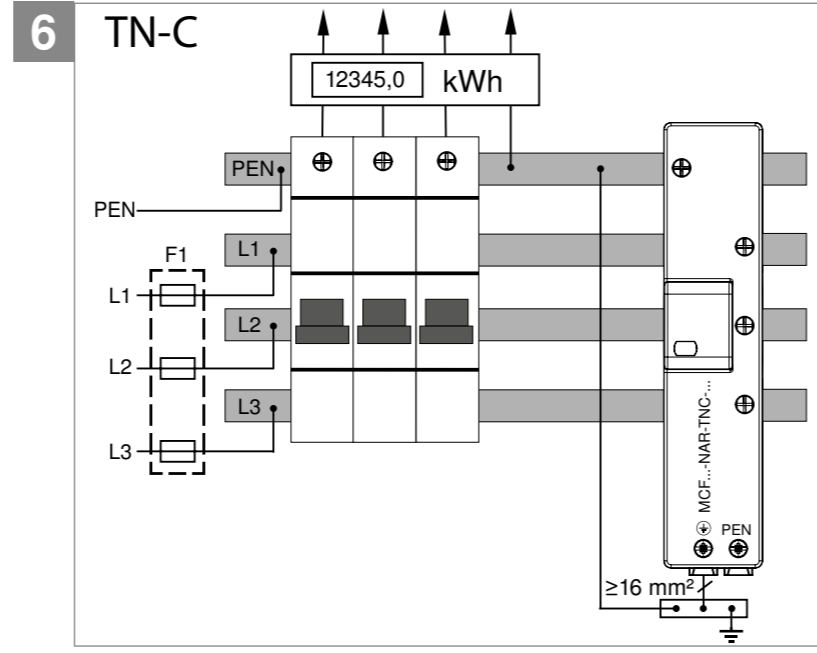 6
TN-C
12345,0 kWh
PEN
PEN
L1
F1
L1
L2
L2
L3
L3
MCF...-NAR-TNC-...
PEN
≥16 mm²